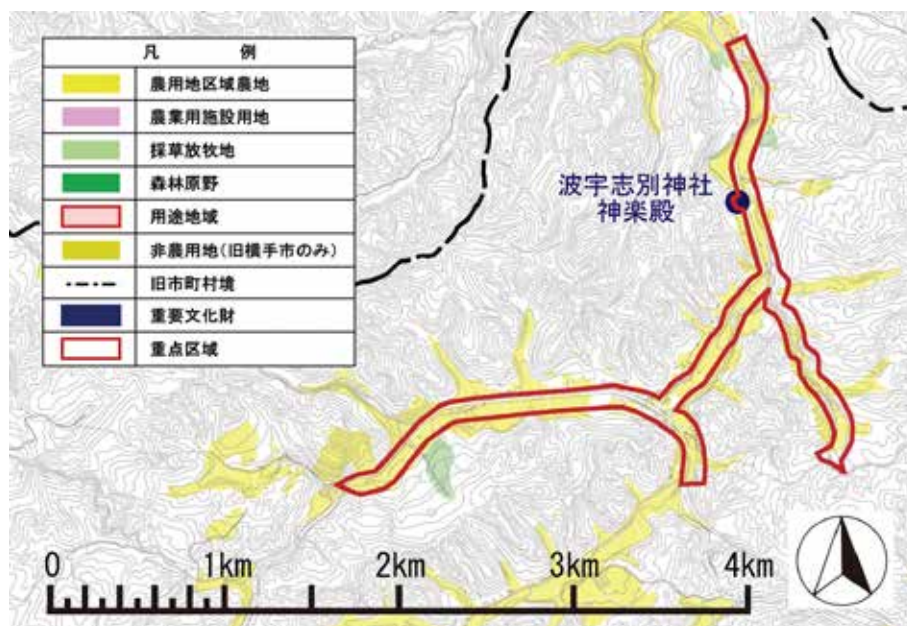 凡 例
農用地区域農地
農業用施設用地
採草放牧地
森林原野
用途地域
非農用地(旧横手市のみ)
旧市町村境
重要文化財
重点区域
波宇志別神社
神楽殿
0 1km 2km 3km 4km